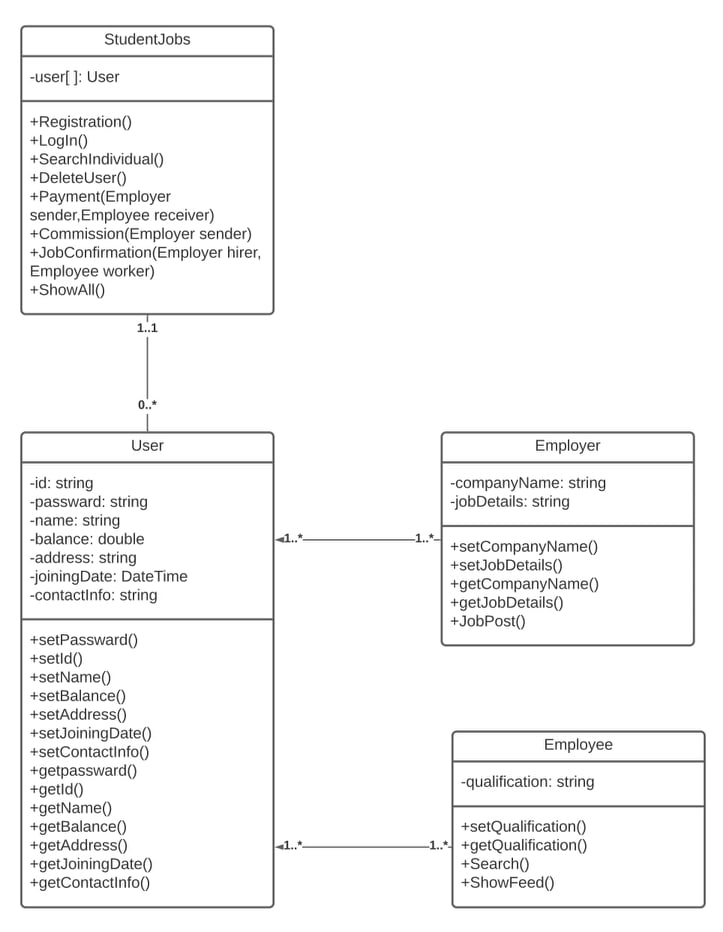 StudentJobs
-user[ ]: User
+Registration()
+LogIn()
+SearchIndividual()
+DeleteUser()
+Payment(Employer
sender,Employee receiver)
+Commission(Employer sender)
+JobConfirmation(Employer hirer,
Employee worker)
+ShowAll()
1..1
0..*
User
-id: string
-passward: string
-name: string
-balance: double
-address: string
-joiningDate: DateTime
-contactInfo: string
+setPassward()
+setId()
+setName()
+setBalance()
+setAddress()
+setJoiningDate()
+setContactInfo()
+getpassward()
+getId()
+getName()
+getBalance()
+getAddress()
+getJoiningDate()
+getContactInfo()
1..*
1..*
Employer
-companyName: string
-jobDetails: string
+setCompanyName()
+setJobDetails()
+getCompanyName()
+getJobDetails()
+JobPost()
1..*
1..*
Employee
-qualification: string
+setQualification()
+getQualification()
+Search()
+ShowFeed()